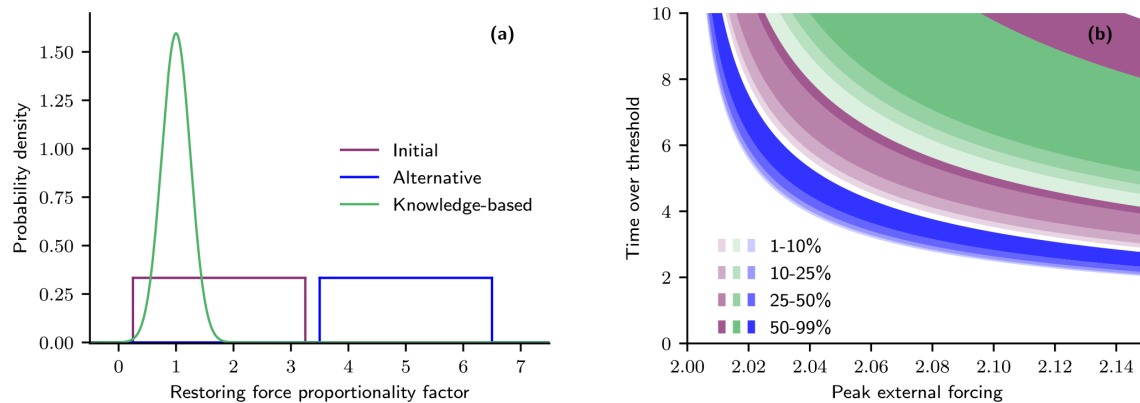 (a)
Probability density
1.50
1.25
1.00
0.75
0.50
0.25
0.00
Initial
Alternative
Knowledge-based
0 1 2 3 4 5 6 7
Restoring force proportionality factor
(b)
Time over threshold
10
8
6
4
2
0
1–10%
10-25%
25-50%
50-99%
2.00 2.02 2.04 2.06 2.08 2.10 2.12 2.14
Peak external forcing